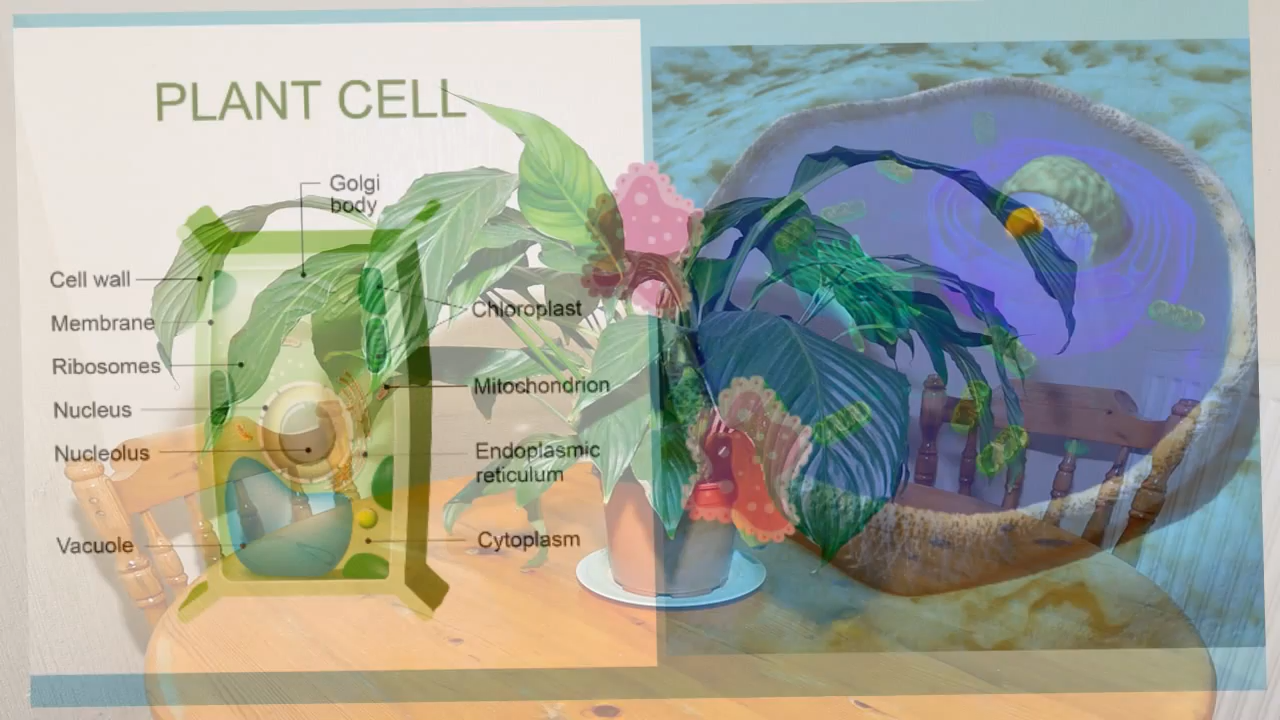 PLANT CELL
Golgi
body
Cell wall
Membrane
Ribosomes
Nucleus
Nucleolus
Vacuole
Chloroplast
Mitochondrion
Endoplasmic
reticulum
Cytoplasm